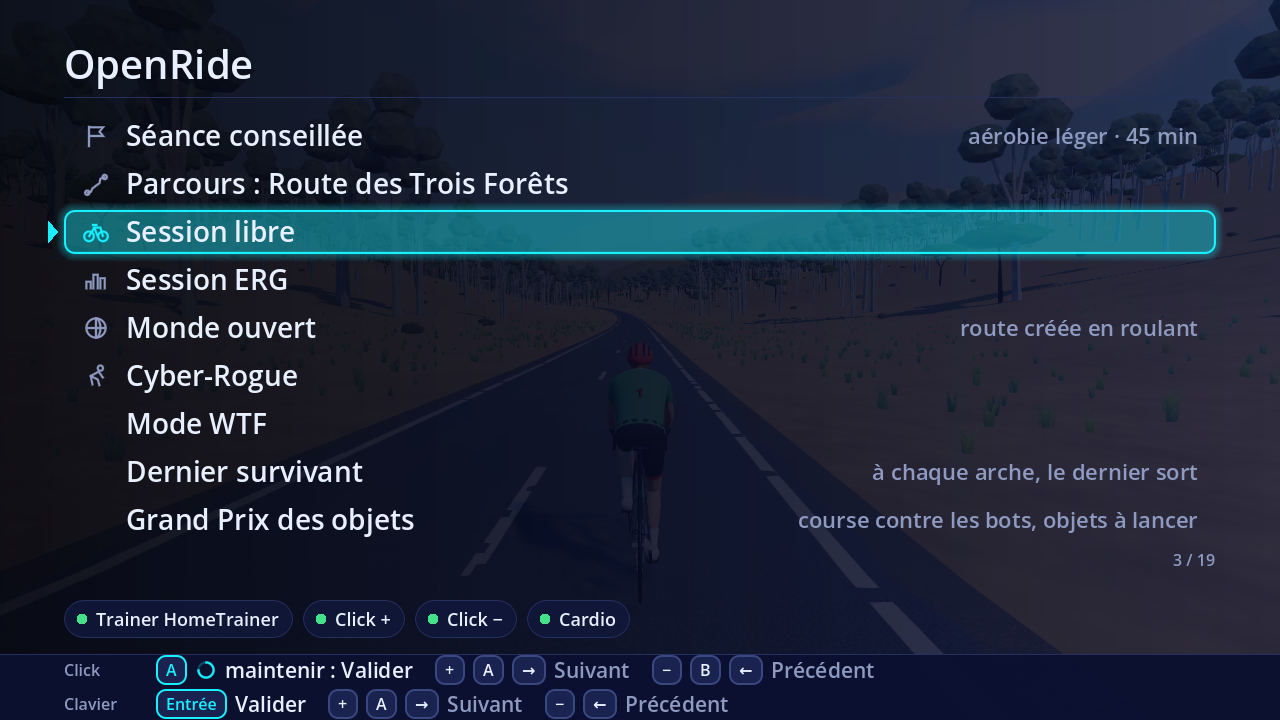 OpenRide
Séance conseillée aérobie léger · 45 min
Parcours : Route des Trois Forêts
Session libre
Session ERG
Monde ouvert route créée en roulant
Cyber-Rogue
Mode WTF
Dernier survivant à chaque arche, le dernier sort
Grand Prix des objets course contre les bots, objets à lancer
3 / 19
Trainer HomeTrainer Click + Click − Cardio
Click A maintenir : Valider + A → Suivant − B ← Précédent
Clavier Entrée Valider + A → Suivant − ← Précédent